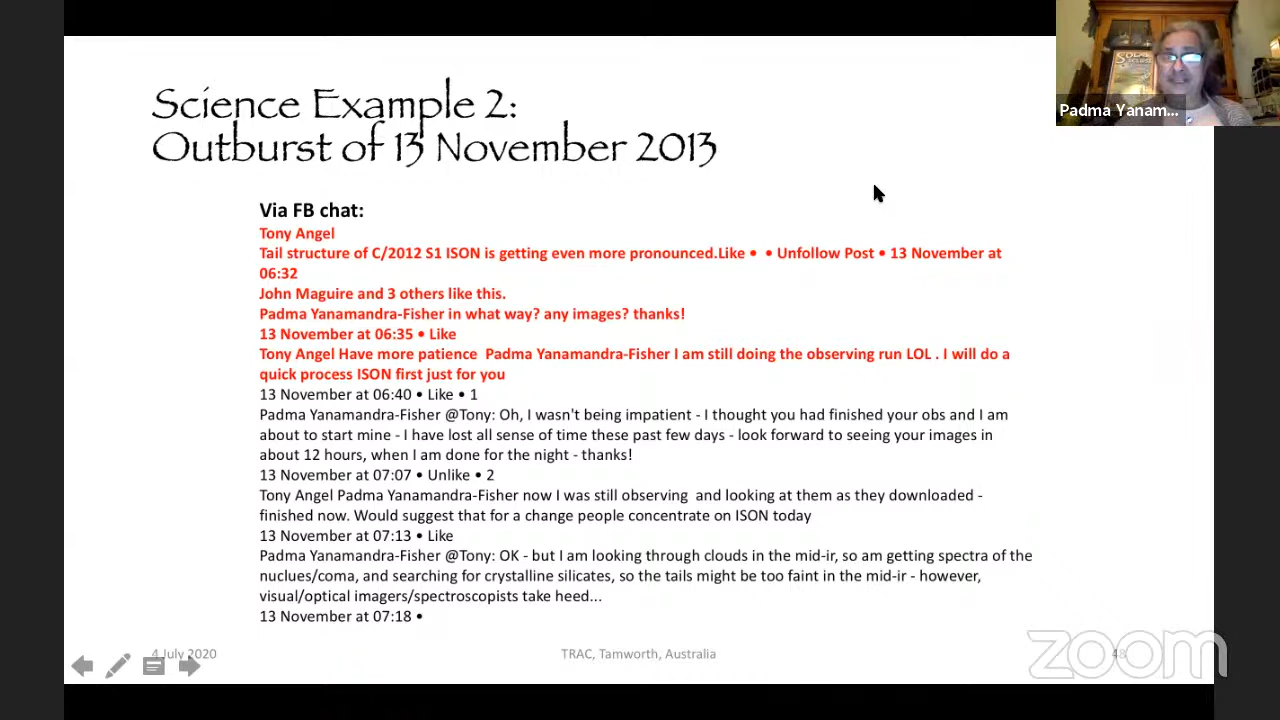 Padma Yanam...
Science Example 2:
Outburst of 13 November 2013
Via FB chat:
Tony Angel
Tail structure of C/2012 S1 ISON is getting even more pronounced.Like • • Unfollow Post • 13 November at
06:32
John Maguire and 3 others like this.
Padma Yanamandra-Fisher in what way? any images? thanks!
13 November at 06:35 • Like
Tony Angel Have more patience Padma Yanamandra-Fisher I am still doing the observing run LOL . I will do a
quick process ISON first just for you
13 November at 06:40 • Like • 1
Padma Yanamandra-Fisher @Tony: Oh, I wasn't being impatient - I thought you had finished your obs and I am
about to start mine - I have lost all sense of time these past few days - look forward to seeing your images in
about 12 hours, when I am done for the night - thanks!
13 November at 07:07 • Unlike • 2
Tony Angel Padma Yanamandra-Fisher now I was still observing and looking at them as they downloaded -
finished now. Would suggest that for a change people concentrate on ISON today
13 November at 07:13 • Like
Padma Yanamandra-Fisher @Tony: OK - but I am looking through clouds in the mid-ir, so am getting spectra of the
nuclues/coma, and searching for crystalline silicates, so the tails might be too faint in the mid-ir - however,
visual/optical imagers/spectroscopists take heed...
13 November at 07:18 •
4 July 2020
TRAC, Tamworth, Australia
48
zoom